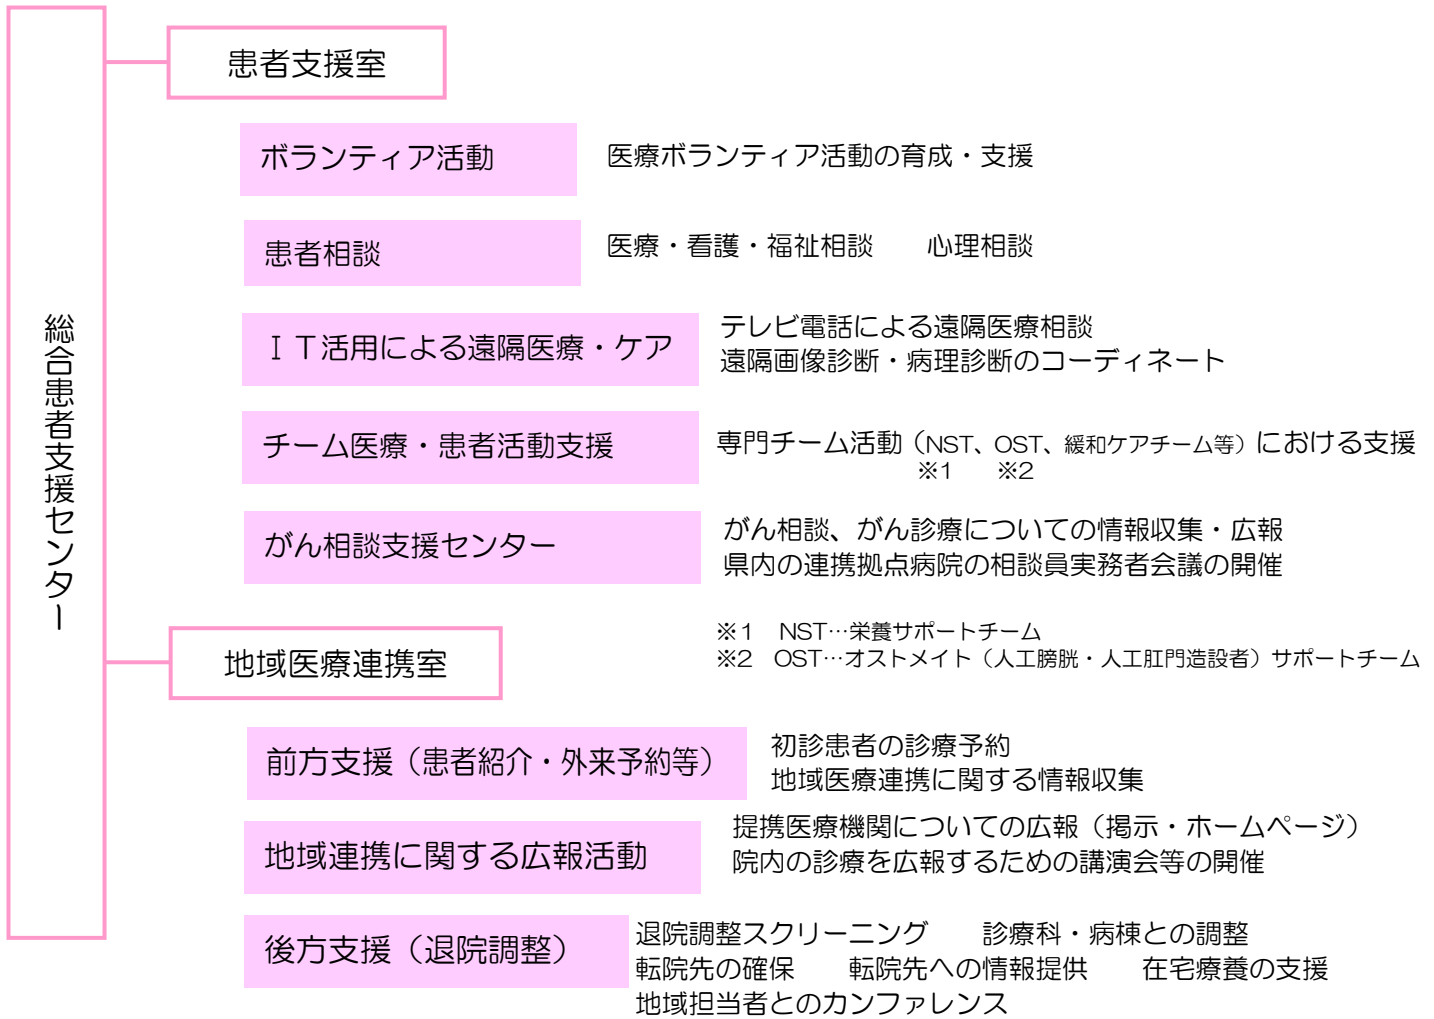 総合患者支援センター
患者支援室
ボランティア活動
医療ボランティア活動の育成・支援
患者相談
医療・看護・福祉相談　　心理相談
ＩＴ活用による遠隔医療・ケア
テレビ電話による遠隔医療相談
遠隔画像診断・病理診断のコーディネート
チーム医療・患者活動支援
専門チーム活動（NST、OST、緩和ケアチーム等）における支援
※1　※2
がん相談支援センター
がん相談、がん診療についての情報収集・広報
県内の連携拠点病院の相談員実務者会議の開催
※１　NST…栄養サポートチーム
※2　OST…オストメイト（人工膀胱・人工肛門造設者）サポートチーム
地域医療連携室
前方支援（患者紹介・外来予約等）
初診患者の診療予約
地域医療連携に関する情報収集
地域連携に関する広報活動
提携医療機関についての広報（掲示・ホームページ）
院内の診療を広報するための講演会等の開催
後方支援（退院調整）
退院調整スクリーニング　　診療科・病棟との調整
転院先の確保　　転院先への情報提供　　在宅療養の支援
地域担当者とのカンファレンス